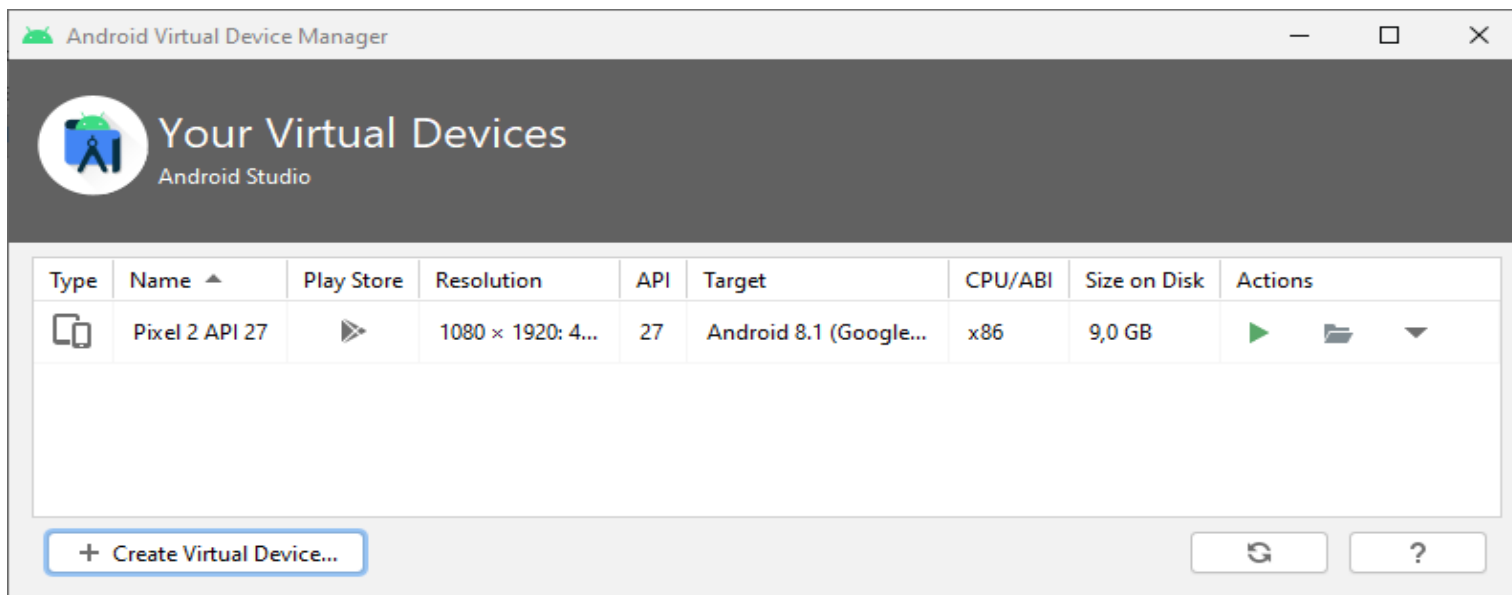 Android Virtual Device Manager
Your Virtual Devices
Android Studio
Type Name Play Store Resolution API Target CPU/ABI Size on Disk Actions
Pixel 2 API 27 1080 × 1920: 4... 27 Android 8.1 (Google... x86 9,0 GB
+ Create Virtual Device... ?